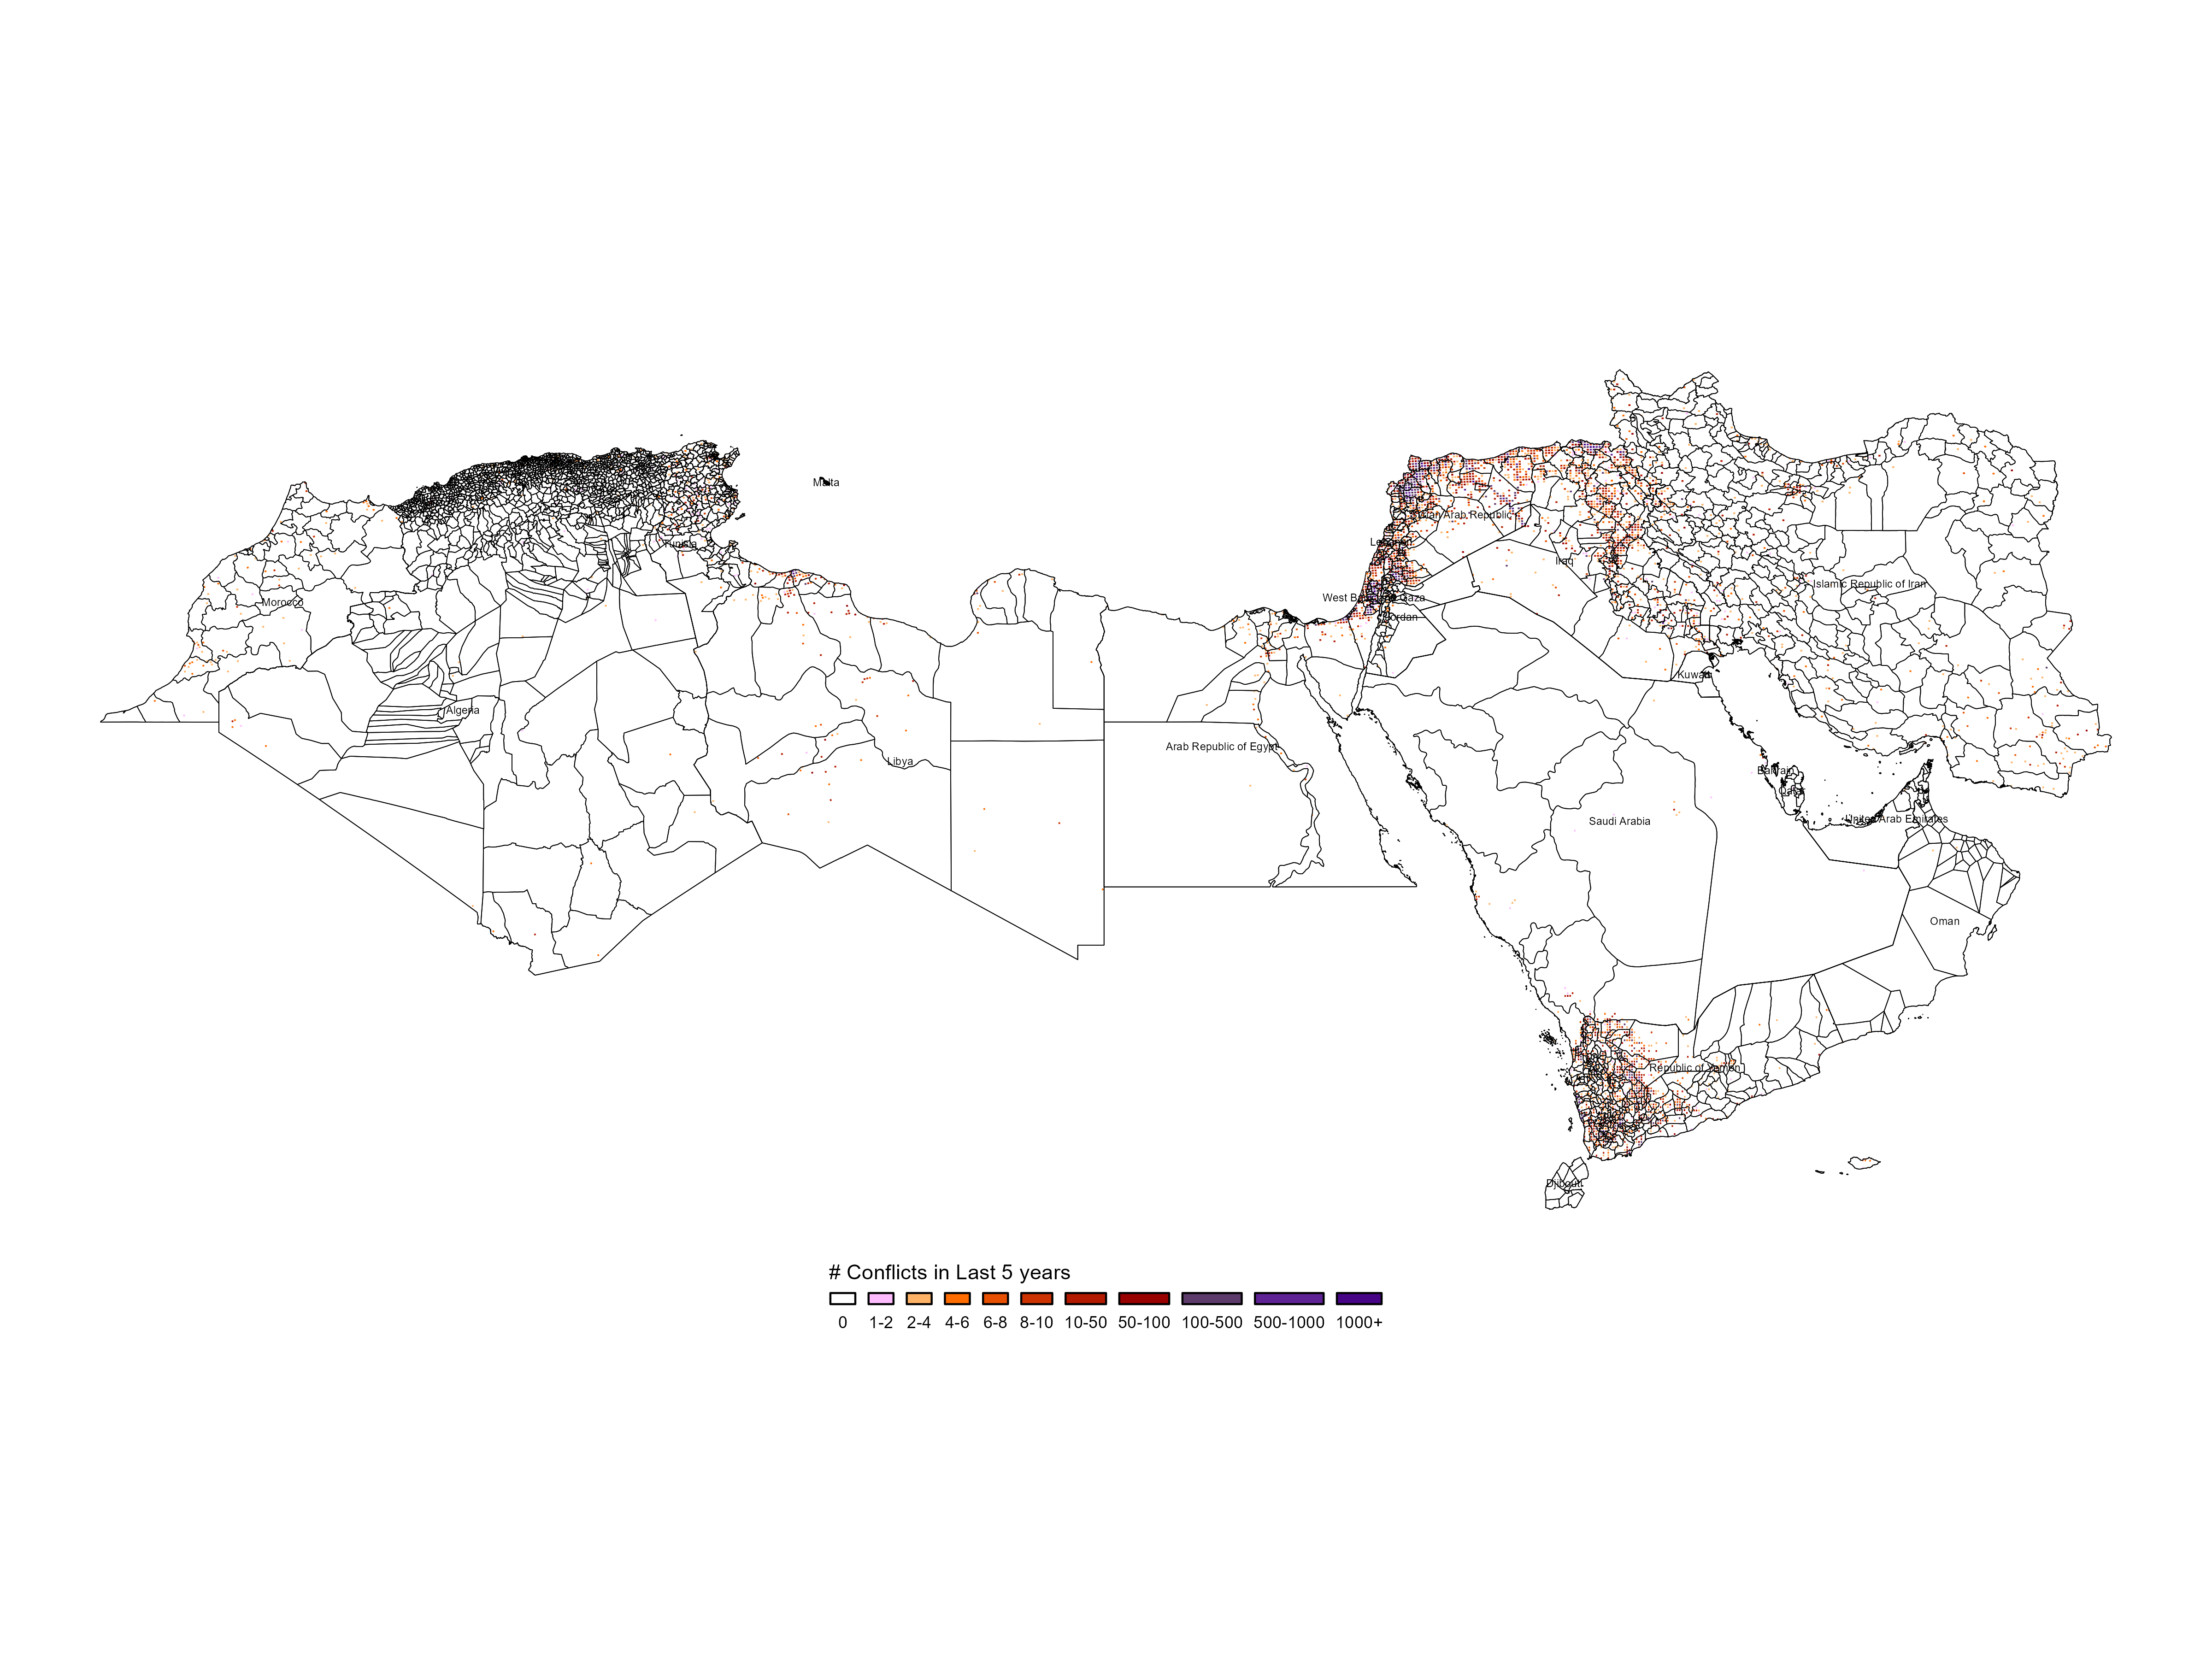 Malta
Syrian Arab Republic
Tunisia
Lebanon
Iraq
Islamic Republic of Iran
Morocco
West Bank and Gaza
Jordan
Kuwait
Algeria
Arab Republic of Egypt
Libya
Bahrain
Qatar
United Arab Emirates
Saudi Arabia
Oman
Republic of Yemen
Djibouti
# Conflicts in Last 5 years
0 1-2 2-4 4-6 6-8 8-10 10-50 50-100 100-500 500-1000 1000+